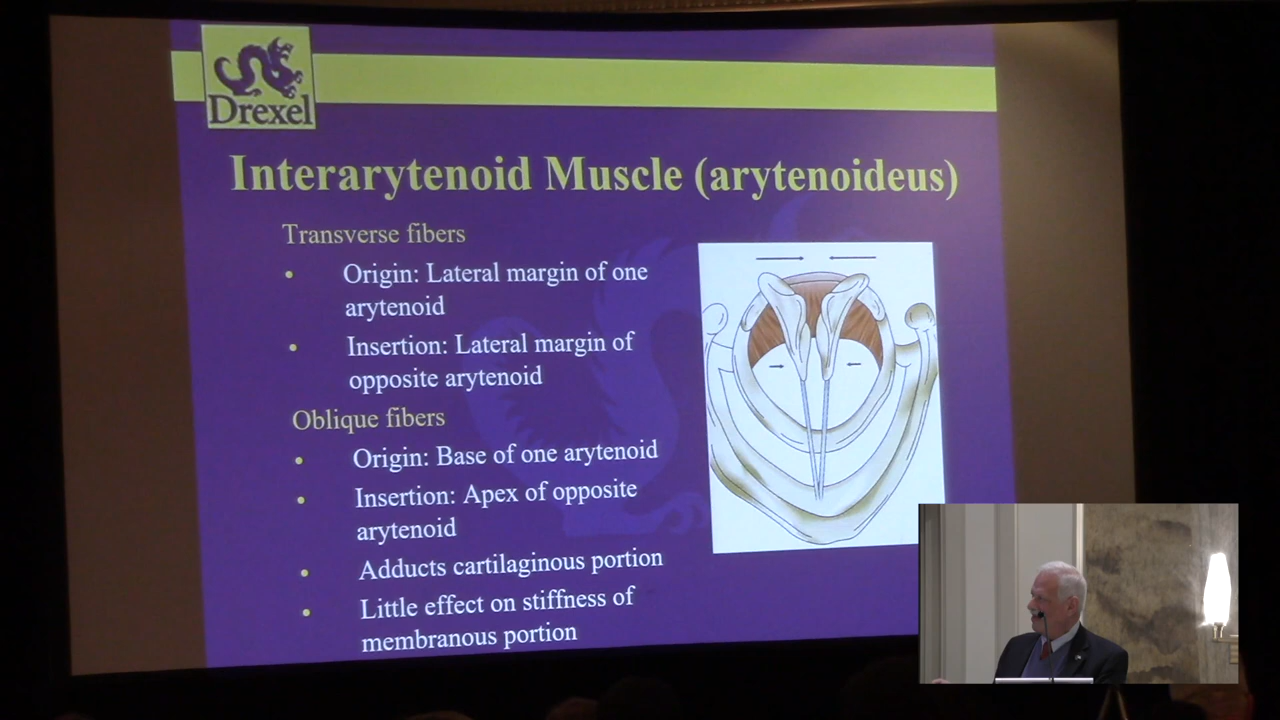 Drexel
Interarytenoid Muscle (arytenoideus)
Transverse fibers
• Origin: Lateral margin of one
arytenoid
• Insertion: Lateral margin of
opposite arytenoid
Oblique fibers
• Origin: Base of one arytenoid
• Insertion: Apex of opposite
arytenoid
• Adducts cartilaginous portion
• Little effect on stiffness of
membranous portion